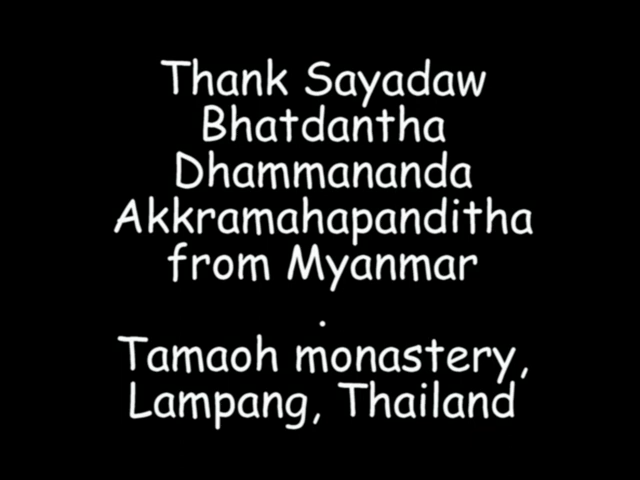 Thank Sayadaw
Bhatdantha
Dhammananda
Akkramahapanditha
from Myanmar
.
Tamaoh monastery,
Lampang, Thailand